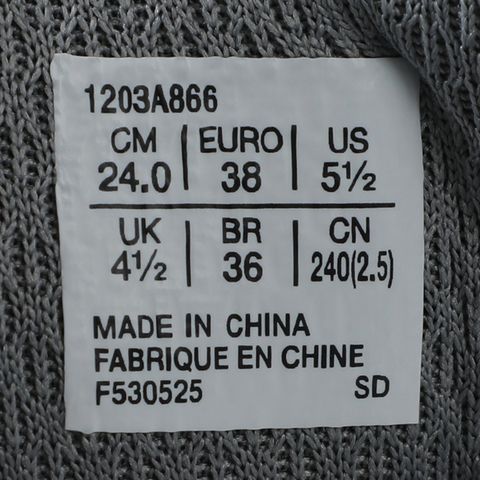 1203A866
CM EURO US
24.0 38 5½
UK BR CN
4½ 36 240(2.5)
MADE IN CHINA
FABRIQUE EN CHINE
F530525 SD